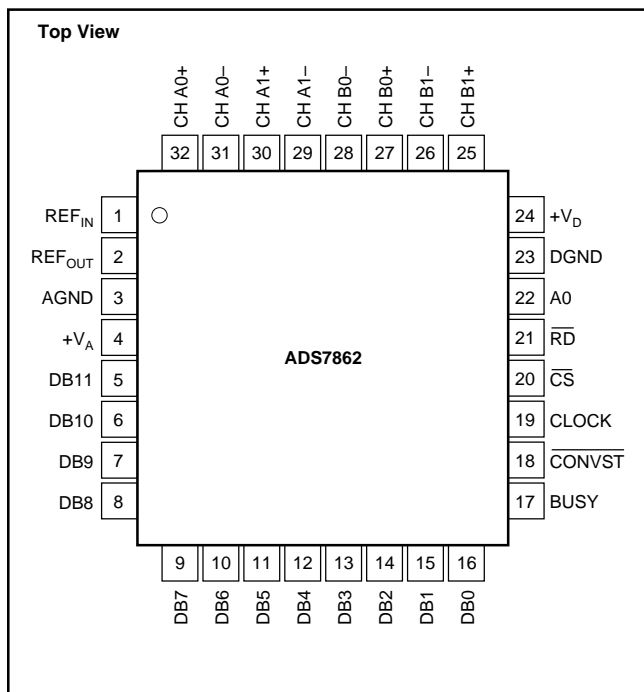 Top View
CH A0+
CH A0–
CH A1+
CH A1–
CH B0–
CH B0+
CH B1–
CH B1+
32 31 30 29 28 27 26 25
REF_IN 1
REF_OUT 2
AGND 3
+V_A 4
DB11 5
DB10 6
DB9 7
DB8 8
ADS7862
24 +V_D
23 DGND
22 A0
21 R̅D̅
20 C̅S̅
19 CLOCK
18 C̅O̅N̅V̅S̅T̅
17 BUSY
9 10 11 12 13 14 15 16
DB7
DB6
DB5
DB4
DB3
DB2
DB1
DB0